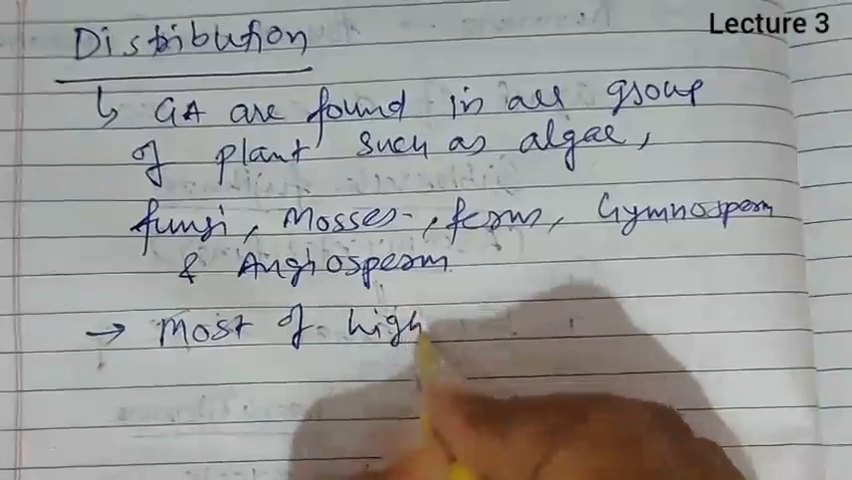 Lecture 3
Distribution
↳ GA are found in all group
of plant such as algae,
fungi, Mosses, ferns, Gymnosperm
& Angiosperm
→ Most of high